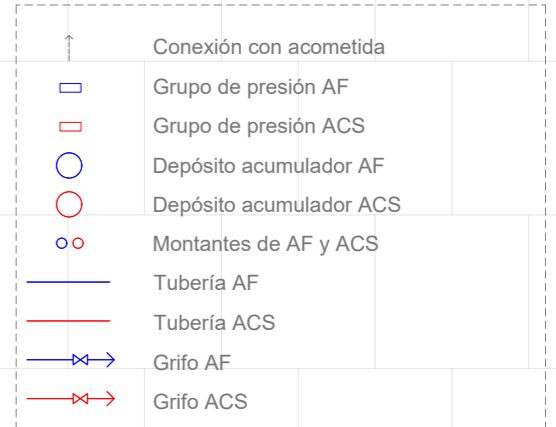 Conexión con acometida
Grupo de presión AF
Grupo de presión ACS
Depósito acumulador AF
Depósito acumulador ACS
Montantes de AF y ACS
Tubería AF
Tubería ACS
Grifo AF
Grifo ACS